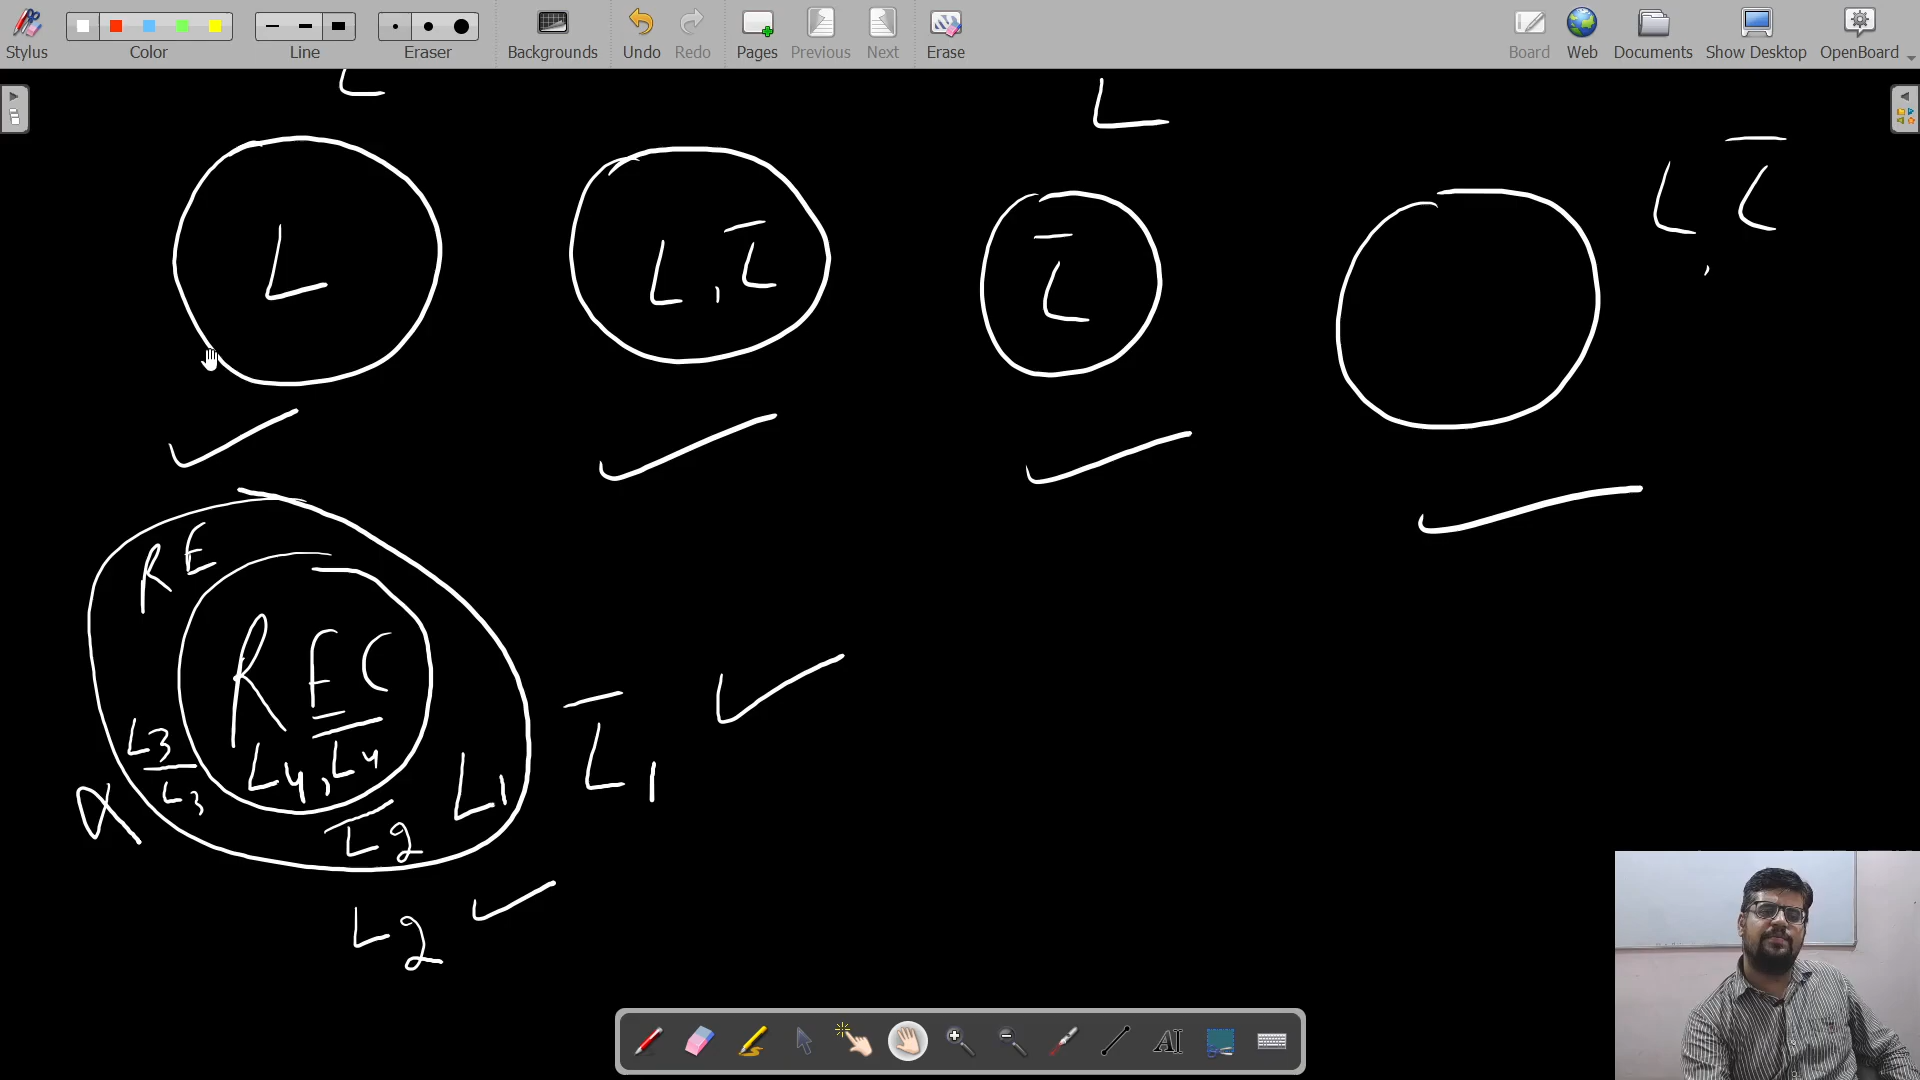 Stylus Color Line Eraser Backgrounds Undo Redo Pages Previous Next Erase Board Web Documents Show Desktop OpenBoard
L L
L L, L̅ L̅ L L̅
,
RE
REC
L3 L4, L̅4 L1 L̅1
L̅3
L̅2
L2